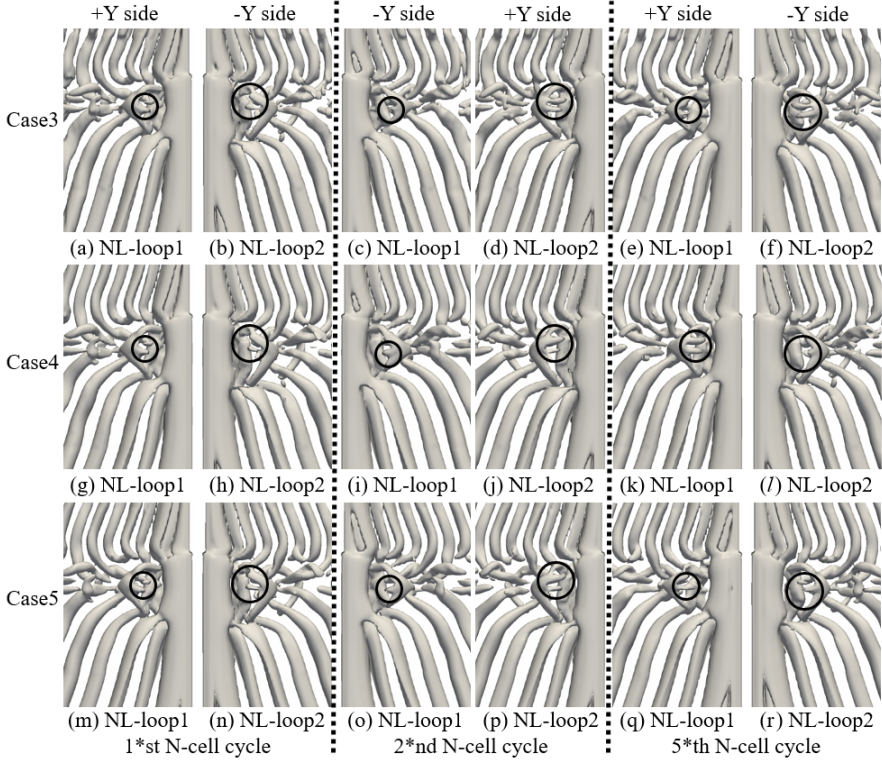 +Y side -Y side -Y side +Y side +Y side -Y side
Case3
(a) NL-loop1 (b) NL-loop2 (c) NL-loop1 (d) NL-loop2 (e) NL-loop1 (f) NL-loop2
Case4
(g) NL-loop1 (h) NL-loop2 (i) NL-loop1 (j) NL-loop2 (k) NL-loop1 (l) NL-loop2
Case5
(m) NL-loop1 (n) NL-loop2 (o) NL-loop1 (p) NL-loop2 (q) NL-loop1 (r) NL-loop2
1*st N-cell cycle 2*nd N-cell cycle 5*th N-cell cycle